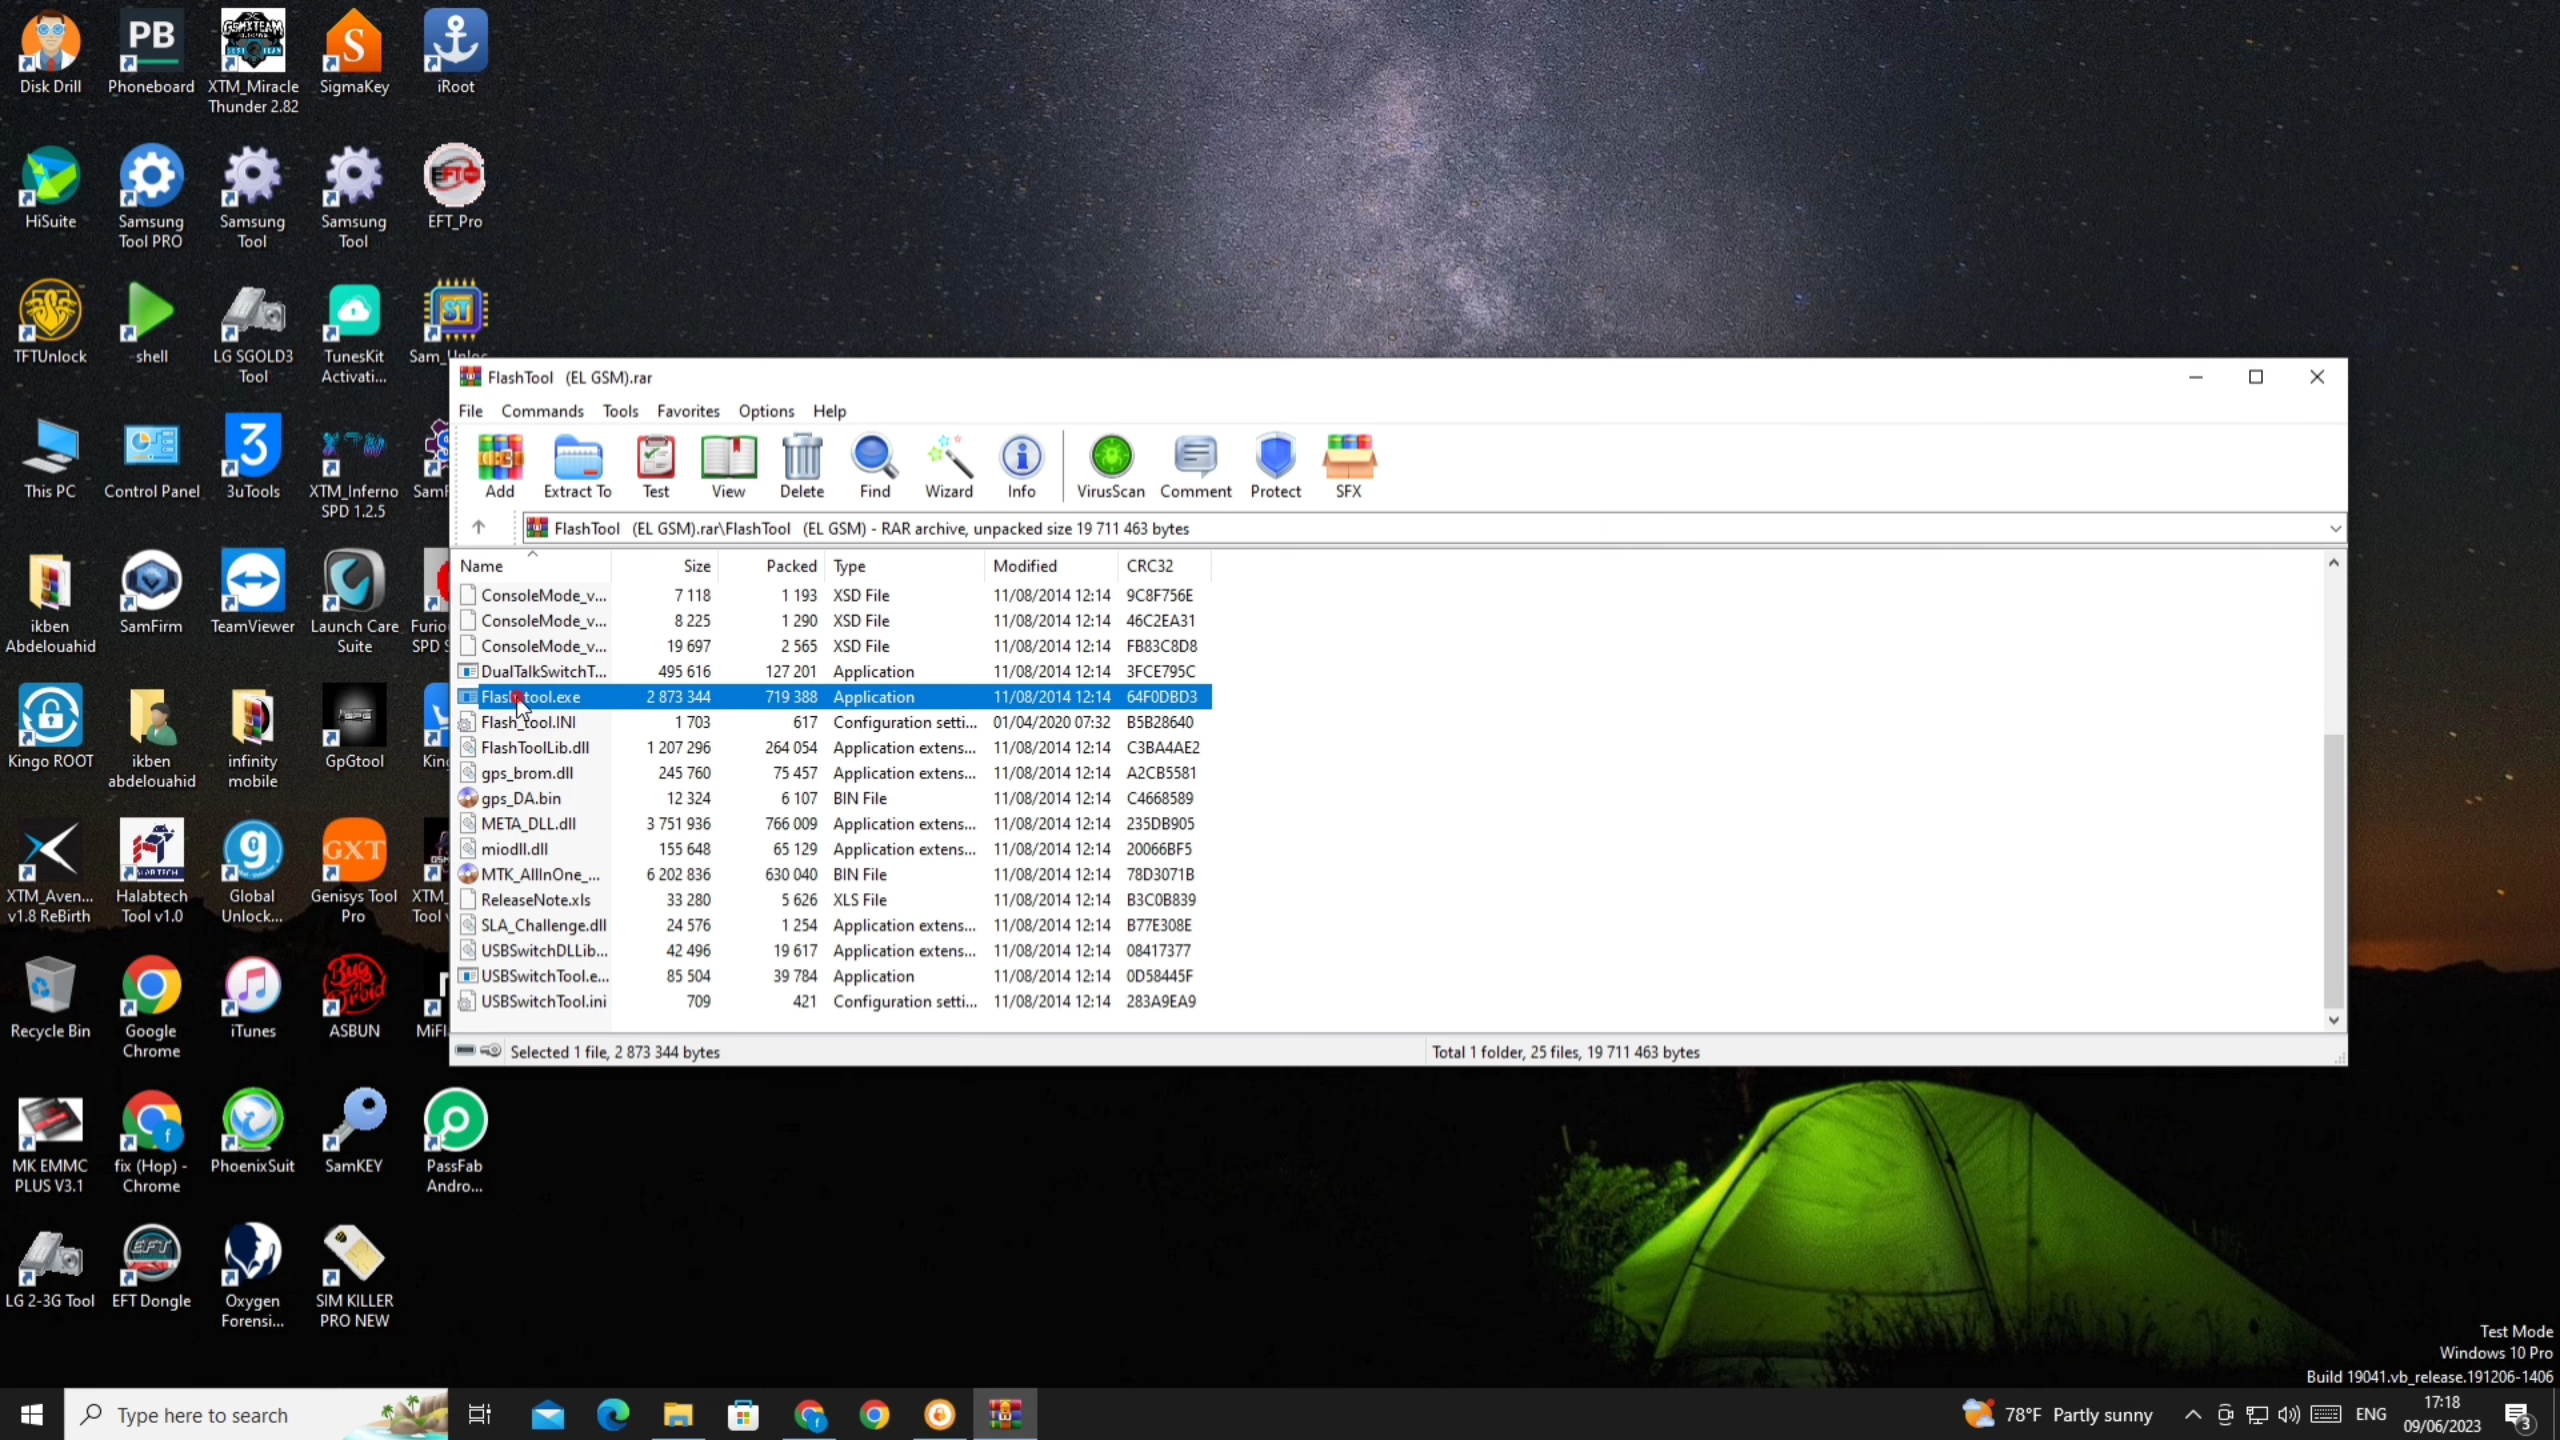 Disk Drill
Phoneboard
XTM_Miracle
Thunder 2.82
SigmaKey
iRoot
HiSuite
Samsung
Tool PRO
Samsung
Tool
Samsung
Tool
EFT_Pro
TFTUnlock
shell
LG SGOLD3
Tool
TunesKit
Activati...
This PC
Control Panel
3uTools
XTM_Inferno
SPD 1.2.5
ikben
Abdelouahid
SamFirm
TeamViewer
Launch Care
Suite
Kingo ROOT
ikben
abdelouahid
infinity
mobile
GpGtool
XTM_Aven...
v1.8 ReBirth
Halabtech
Tool v1.0
Global
Unlock...
Genisys Tool
Pro
Recycle Bin
Google
Chrome
iTunes
ASBUN
MK EMMC
PLUS V3.1
fix (Hop) -
Chrome
PhoenixSuit
SamKEY
PassFab
Andro...
LG 2-3G Tool
EFT Dongle
Oxygen
Forensi...
SIM KILLER
PRO NEW
FlashTool (EL GSM).rar
File Commands Tools Favorites Options Help
Add Extract To Test View Delete Find Wizard Info VirusScan Comment Protect SFX
FlashTool (EL GSM).rar\FlashTool (EL GSM) - RAR archive, unpacked size 19 711 463 bytes
Name Size Packed Type Modified CRC32
ConsoleMode_v... 7 118 1 193 XSD File 11/08/2014 12:14 9C8F756E
ConsoleMode_v... 8 225 1 290 XSD File 11/08/2014 12:14 46C2EA31
ConsoleMode_v... 19 697 2 565 XSD File 11/08/2014 12:14 FB83C8D8
DualTalkSwitchT... 495 616 127 201 Application 11/08/2014 12:14 3FCE795C
Flash_tool.exe 2 873 344 719 388 Application 11/08/2014 12:14 64F0DBD3
Flash_tool.INI 1 703 617 Configuration setti... 01/04/2020 07:32 B5B28640
FlashToolLib.dll 1 207 296 264 054 Application extens... 11/08/2014 12:14 C3BA4AE2
gps_brom.dll 245 760 75 457 Application extens... 11/08/2014 12:14 A2CB5581
gps_DA.bin 12 324 6 107 BIN File 11/08/2014 12:14 C4668589
META_DLL.dll 3 751 936 766 009 Application extens... 11/08/2014 12:14 235DB905
miodll.dll 155 648 65 129 Application extens... 11/08/2014 12:14 20066BF5
MTK_AllInOne_... 6 202 836 630 040 BIN File 11/08/2014 12:14 78D3071B
ReleaseNote.xls 33 280 5 626 XLS File 11/08/2014 12:14 B3C0B839
SLA_Challenge.dll 24 576 1 254 Application extens... 11/08/2014 12:14 B77E308E
USBSwitchDLLib... 42 496 19 617 Application extens... 11/08/2014 12:14 08417377
USBSwitchTool.e... 85 504 39 784 Application 11/08/2014 12:14 0D58445F
USBSwitchTool.ini 709 421 Configuration setti... 11/08/2014 12:14 283A9EA9
Selected 1 file, 2 873 344 bytes
Total 1 folder, 25 files, 19 711 463 bytes
Test Mode
Windows 10 Pro
Build 19041.vb_release.191206-1406
Type here to search
78°F Partly sunny
ENG
17:18
09/06/2023
3